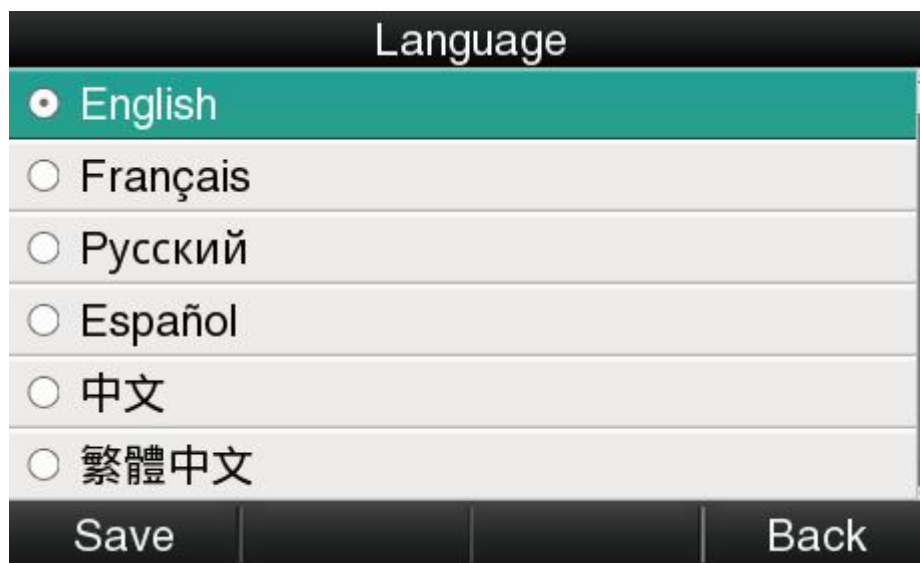 Language
English
Français
Русский
Español
中文
繁體中文
Save Back